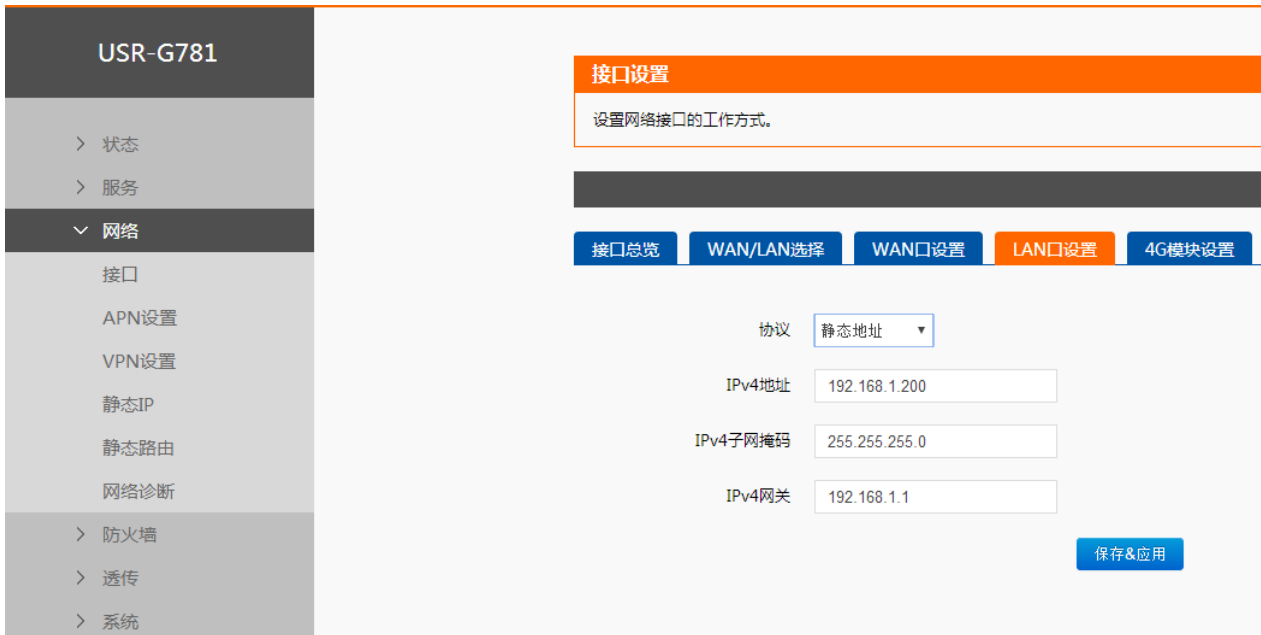 USR-G781
状态
服务
网络
接口
APN设置
VPN设置
静态IP
静态路由
网络诊断
防火墙
透传
系统
接口设置
设置网络接口的工作方式。
接口总览 WAN/LAN选择 WAN口设置 LAN口设置 4G模块设置
协议 静态地址
IPv4地址 192.168.1.200
IPv4子网掩码 255.255.255.0
IPv4网关 192.168.1.1
保存&应用